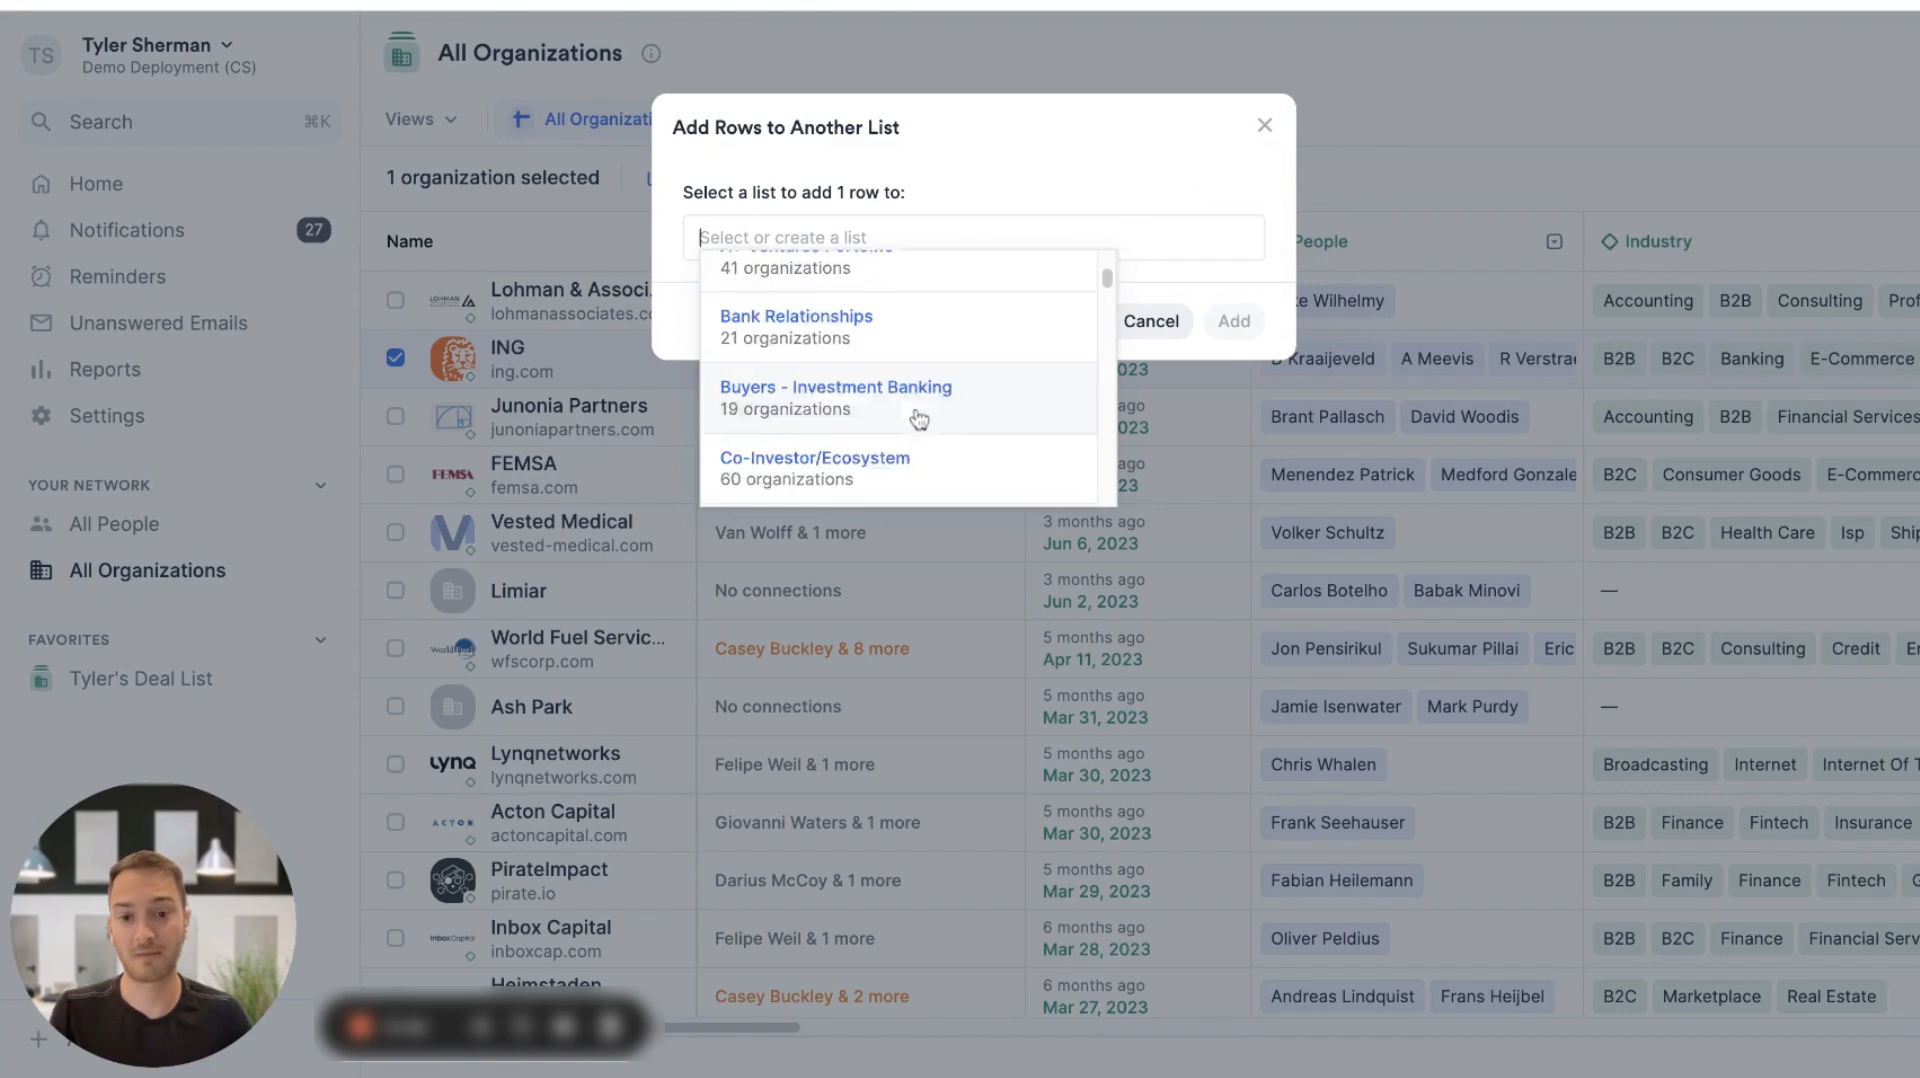 TS
Tyler Sherman
Demo Deployment (CS)
Search
⌘K
Home
Notifications
27
Reminders
Unanswered Emails
Reports
Settings
YOUR NETWORK
All People
All Organizations
FAVORITES
Tyler's Deal List
All Organizations
Views
All Organizati
1 organization selected
Name
People
Industry
Add Rows to Another List
Select a list to add 1 row to:
Select or create a list
41 organizations
Bank Relationships
21 organizations
Buyers - Investment Banking
19 organizations
Co-Investor/Ecosystem
60 organizations
Cancel
Add
Lohman & Associ.
lohmanassociates.co
ke Wilhelmy
Accounting B2B Consulting Prof
ING
ing.com
023
D Kraaijeveld A Meevis R Verstrae
B2B B2C Banking E-Commerce
Junonia Partners
junoniapartners.com
ago
023
Brant Pallasch David Woodis
Accounting B2B Financial Services
FEMSA
FEMSA
femsa.com
ago
23
Menendez Patrick Medford Gonzale
B2C Consumer Goods E-Commerc
Vested Medical
vested-medical.com
Van Wolff & 1 more
3 months ago
Jun 6, 2023
Volker Schultz
B2B B2C Health Care Isp Ship
Limiar
No connections
3 months ago
Jun 2, 2023
Carlos Botelho Babak Minovi
—
World Fuel Servic...
wfscorp.com
Casey Buckley & 8 more
5 months ago
Apr 11, 2023
Jon Pensirikul Sukumar Pillai Eric
B2B B2C Consulting Credit En
Ash Park
No connections
5 months ago
Mar 31, 2023
Jamie Isenwater Mark Purdy
—
LYNQ
Lynqnetworks
lynqnetworks.com
Felipe Weil & 1 more
5 months ago
Mar 30, 2023
Chris Whalen
Broadcasting Internet Internet Of T
ACTON
Acton Capital
actoncapital.com
Giovanni Waters & 1 more
5 months ago
Mar 30, 2023
Frank Seehauser
B2B Finance Fintech Insurance
PirateImpact
pirate.io
Darius McCoy & 1 more
5 months ago
Mar 29, 2023
Fabian Heilemann
B2B Family Finance Fintech G
InboxCapital
Inbox Capital
inboxcap.com
Felipe Weil & 1 more
6 months ago
Mar 28, 2023
Oliver Peldius
B2B B2C Finance Financial Serv
Heimstaden
Casey Buckley & 2 more
6 months ago
Mar 27, 2023
Andreas Lindquist Frans Heijbel
B2C Marketplace Real Estate